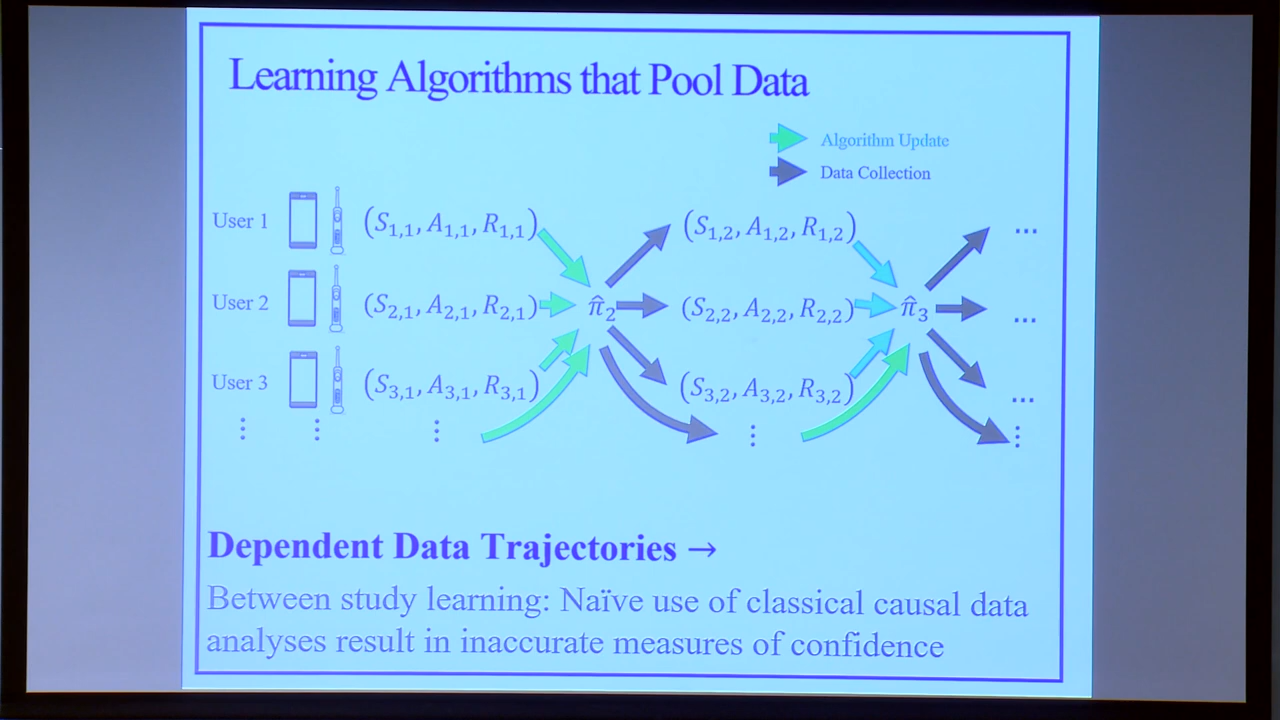 Learning Algorithms that Pool Data
Algorithm Update
Data Collection
User 1 (S₁,₁, A₁,₁, R₁,₁) (S₁,₂, A₁,₂, R₁,₂) ...
User 2 (S₂,₁, A₂,₁, R₂,₁) π̂₂ (S₂,₂, A₂,₂, R₂,₂) π̂₃ ...
User 3 (S₃,₁, A₃,₁, R₃,₁) (S₃,₂, A₃,₂, R₃,₂) ...
⋮ ⋮ ⋮ ⋮ ⋮
Dependent Data Trajectories →
Between study learning: Naïve use of classical causal data
analyses result in inaccurate measures of confidence